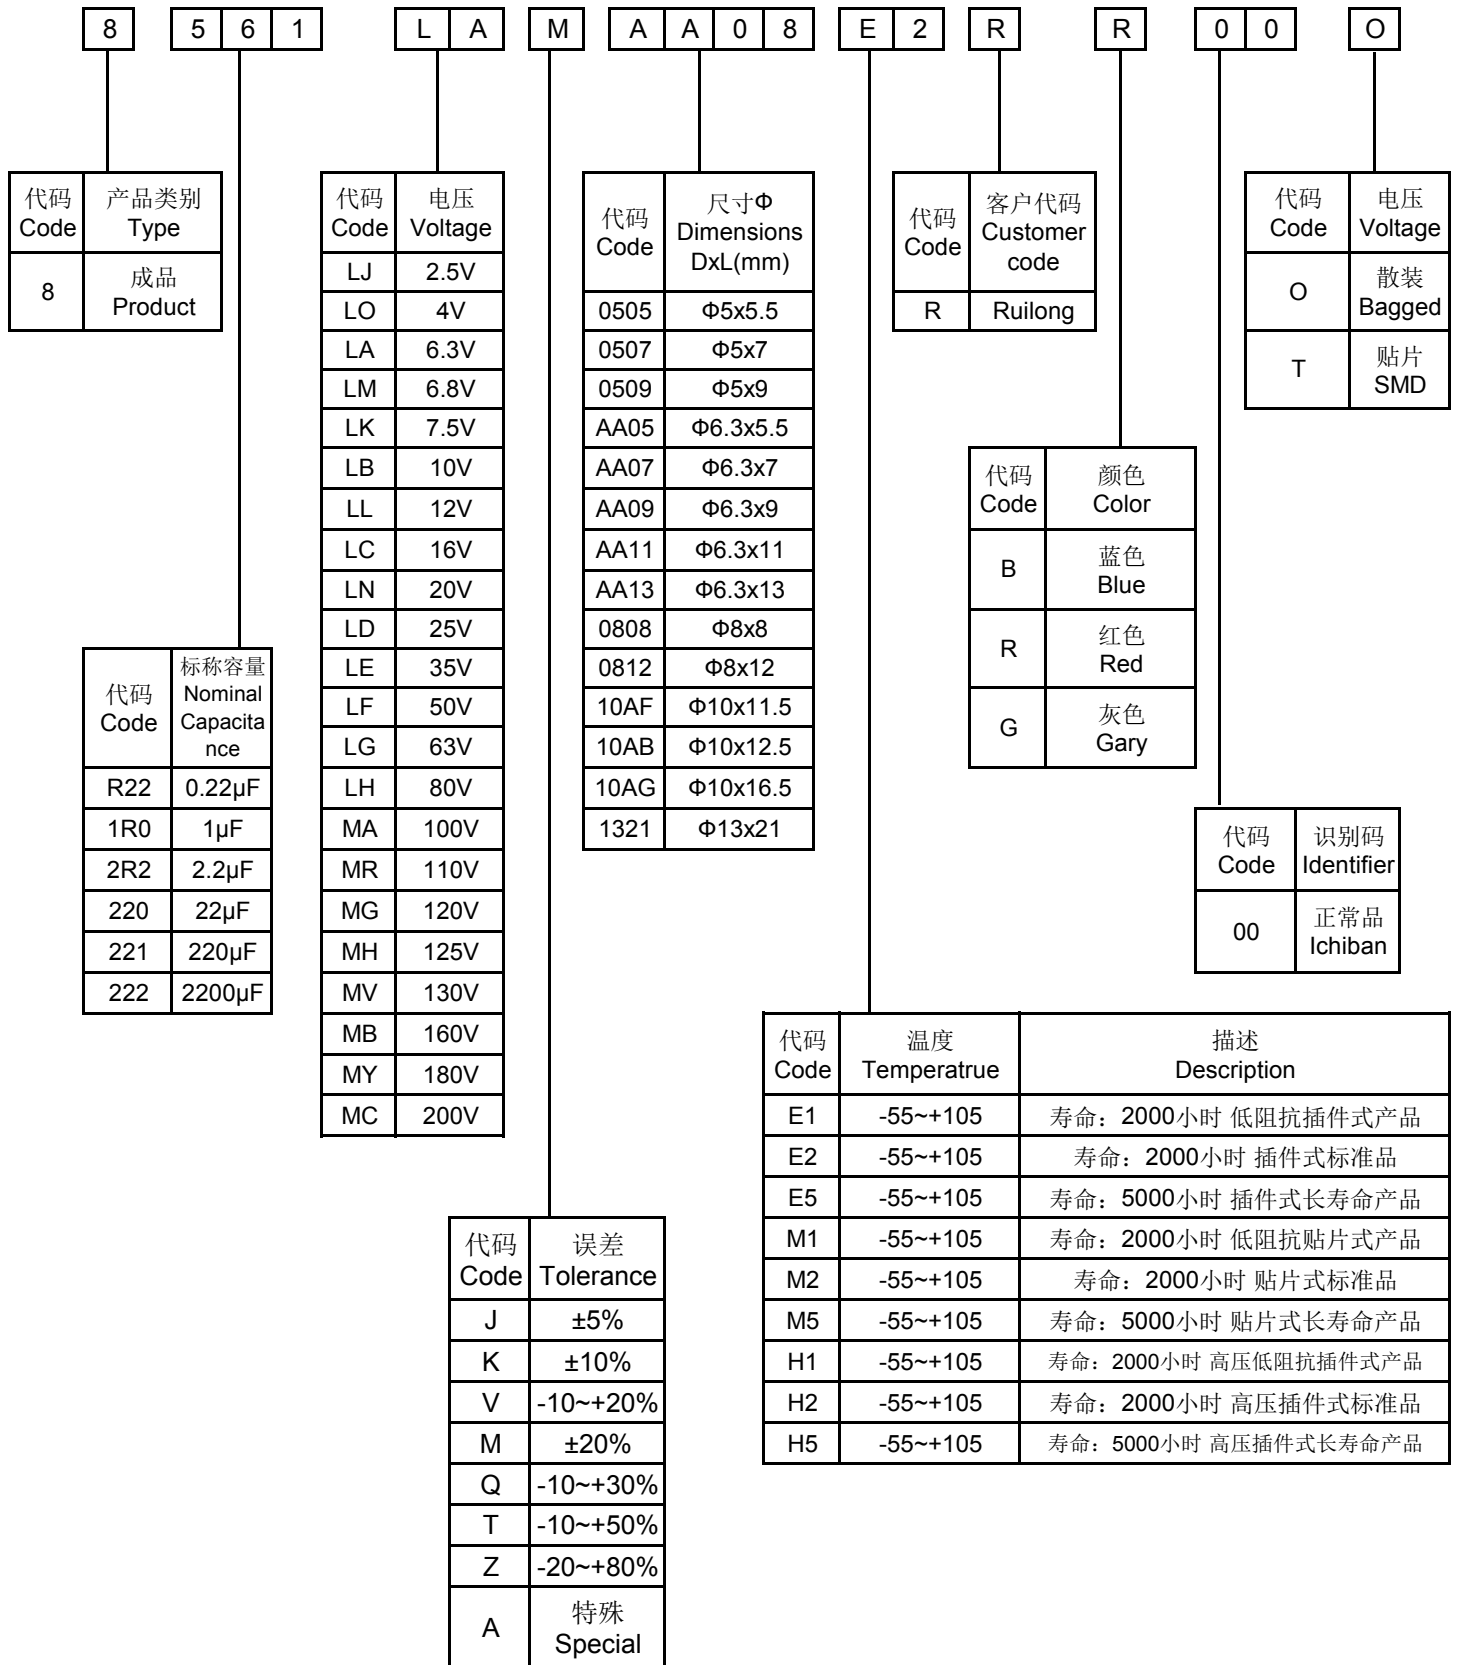 8 5 6 1 L A M A A 0 8 E 2 R R 0 0 O
代码 产品类别
Code Type
8 成品
Product
代码 标称容量
Code Nominal
Capacita
nce
R22 0.22µF
1R0 1µF
2R2 2.2µF
220 22µF
221 220µF
222 2200µF
代码 电压
Code Voltage
LJ 2.5V
LO 4V
LA 6.3V
LM 6.8V
LK 7.5V
LB 10V
LL 12V
LC 16V
LN 20V
LD 25V
LE 35V
LF 50V
LG 63V
LH 80V
MA 100V
MR 110V
MG 120V
MH 125V
MV 130V
MB 160V
MY 180V
MC 200V
代码 误差
Code Tolerance
J ±5%
K ±10%
V -10~+20%
M ±20%
Q -10~+30%
T -10~+50%
Z -20~+80%
A 特殊
Special
代码 尺寸Φ
Code Dimensions
DxL(mm)
0505 Φ5x5.5
0507 Φ5x7
0509 Φ5x9
AA05 Φ6.3x5.5
AA07 Φ6.3x7
AA09 Φ6.3x9
AA11 Φ6.3x11
AA13 Φ6.3x13
0808 Φ8x8
0812 Φ8x12
10AF Φ10x11.5
10AB Φ10x12.5
10AG Φ10x16.5
1321 Φ13x21
代码 温度 描述
Code Temperatrue Description
E1 -55~+105 寿命：2000小时 低阻抗插件式产品
E2 -55~+105 寿命：2000小时 插件式标准品
E5 -55~+105 寿命：5000小时 插件式长寿命产品
M1 -55~+105 寿命：2000小时 低阻抗贴片式产品
M2 -55~+105 寿命：2000小时 贴片式标准品
M5 -55~+105 寿命：5000小时 贴片式长寿命产品
H1 -55~+105 寿命：2000小时 高压低阻抗插件式产品
H2 -55~+105 寿命：2000小时 高压插件式标准品
H5 -55~+105 寿命：5000小时 高压插件式长寿命产品
代码 客户代码
Code Customer
code
R Ruilong
代码 颜色
Code Color
B 蓝色
Blue
R 红色
Red
G 灰色
Gary
代码 识别码
Code Identifier
00 正常品
Ichiban
代码 电压
Code Voltage
O 散装
Bagged
T 贴片
SMD